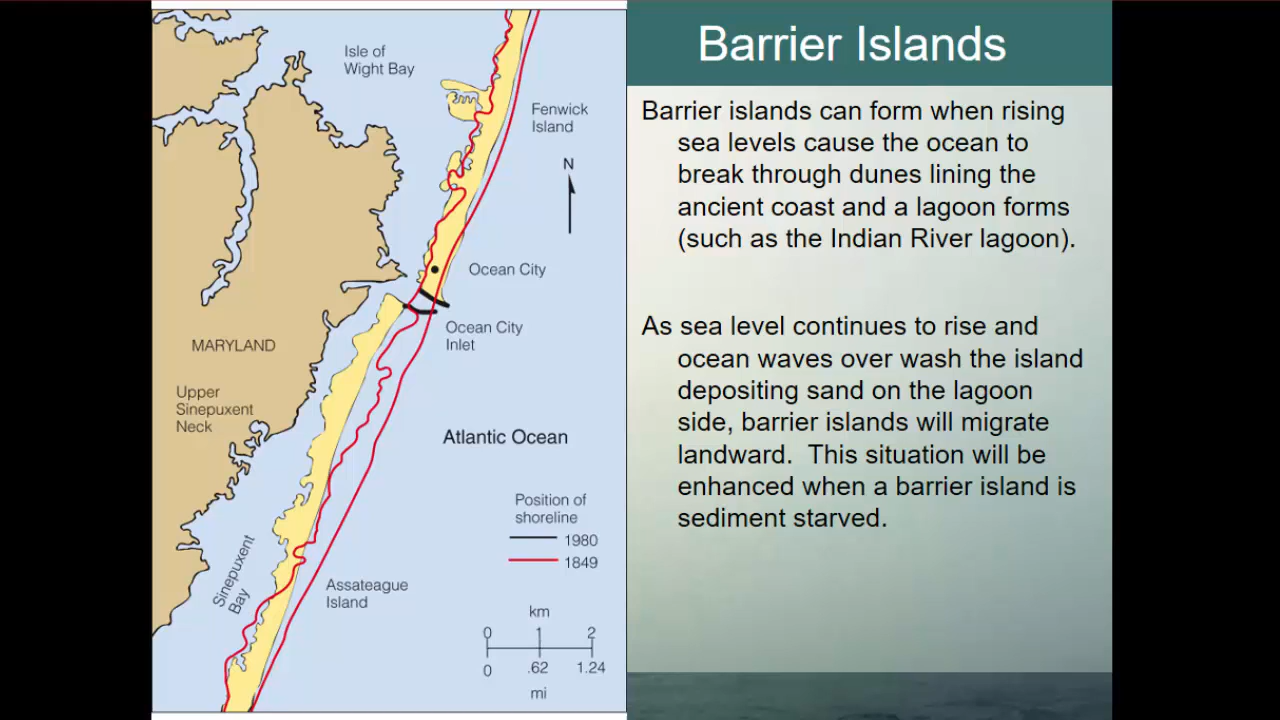 Isle of
Wight Bay
Fenwick
Island
N
Ocean City
Ocean City
Inlet
MARYLAND
Upper
Sinepuxent
Neck
Atlantic Ocean
Position of
shoreline
1980
1849
Sinepuxent
Bay
Assateague
Island
km
0 1 2
0 .62 1.24
mi
Barrier Islands
Barrier islands can form when rising
sea levels cause the ocean to
break through dunes lining the
ancient coast and a lagoon forms
(such as the Indian River lagoon).
As sea level continues to rise and
ocean waves over wash the island
depositing sand on the lagoon
side, barrier islands will migrate
landward. This situation will be
enhanced when a barrier island is
sediment starved.